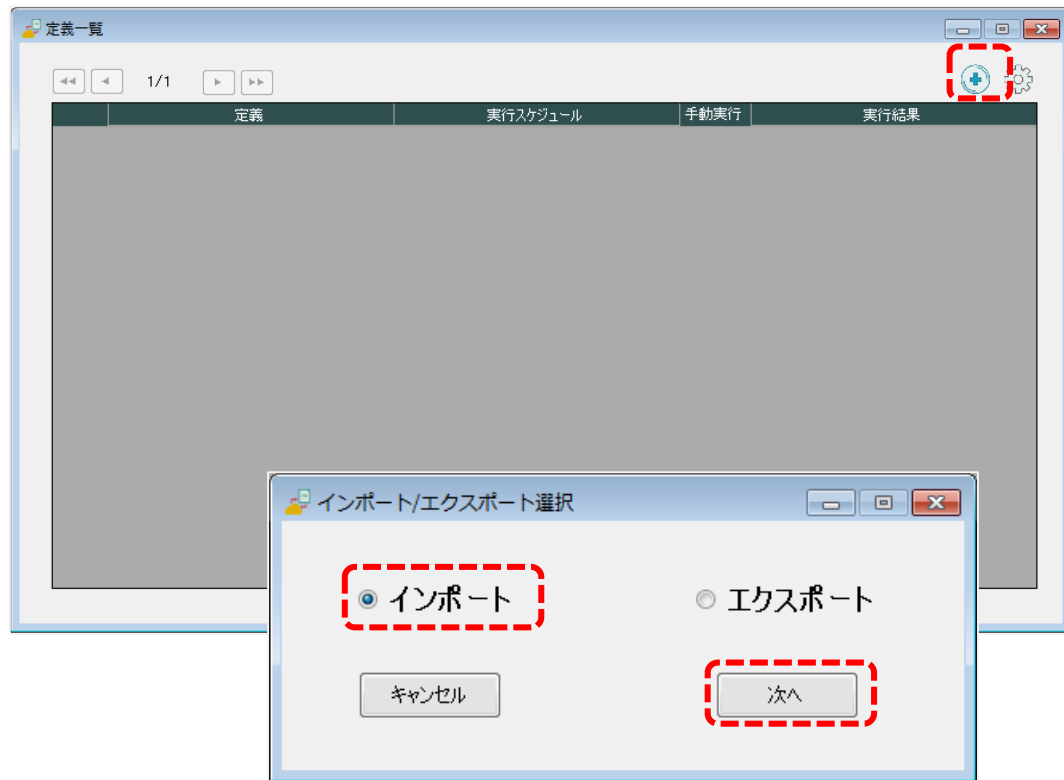 定義一覧
1/1
定義 実行スケジュール 手動実行 実行結果
インポート/エクスポート選択
インポート エクスポート
キャンセル 次へ